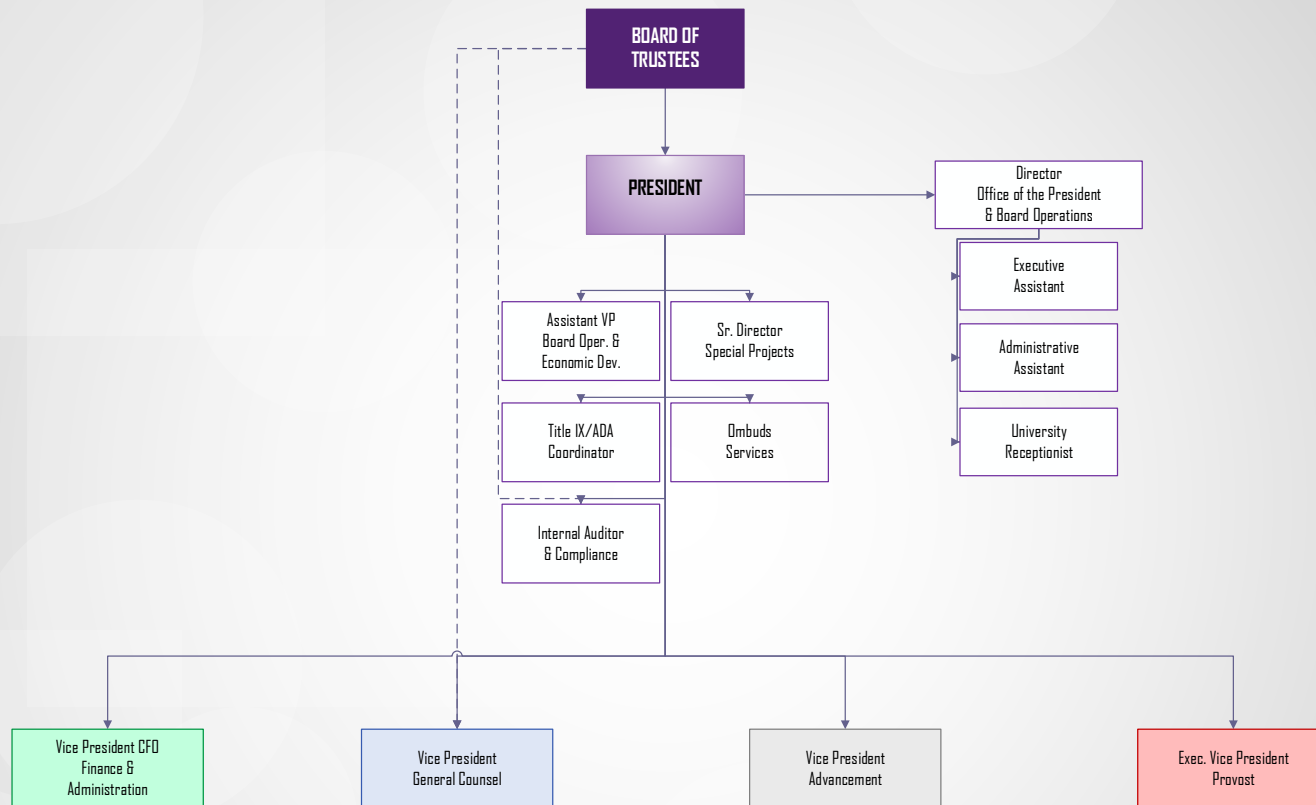 BOARD OF
TRUSTEES
PRESIDENT
Director
Office of the President
& Board Operations
Executive
Assistant
Administrative
Assistant
University
Receptionist
Assistant VP
Board Oper. &
Economic Dev.
Sr. Director
Special Projects
Title IX/ADA
Coordinator
Ombuds
Services
Internal Auditor
& Compliance
Vice President CFO
Finance &
Administration
Vice President
General Counsel
Vice President
Advancement
Exec. Vice President
Provost